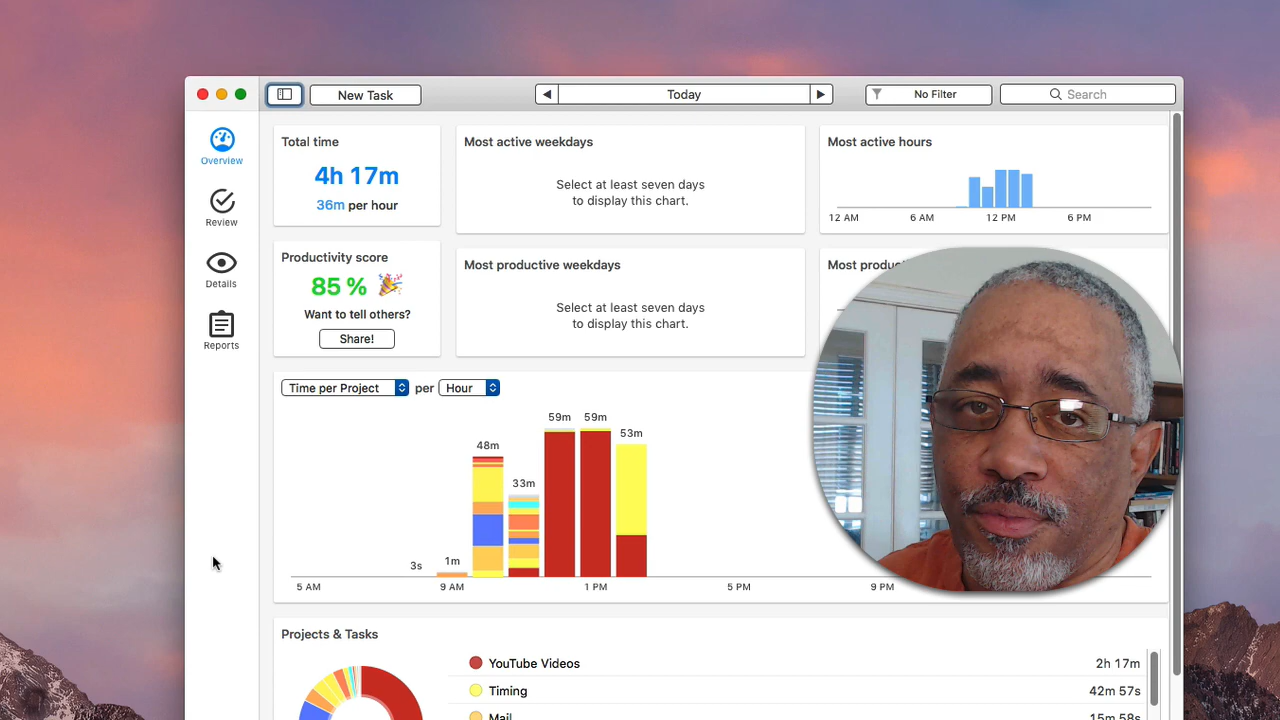 New Task
Today
No Filter
Search
Overview
Review
Details
Reports
Total time
4h 17m
36m per hour
Most active weekdays
Select at least seven days
to display this chart.
Most active hours
12 AM 6 AM 12 PM 6 PM
Productivity score
85 %
Want to tell others?
Share!
Most productive weekdays
Select at least seven days
to display this chart.
Time per Project per Hour
3s
1m
48m
33m
59m
59m
53m
5 AM 9 AM 1 PM 5 PM 9 PM
Projects & Tasks
YouTube Videos 2h 17m
Timing 42m 57s
Mail 15m 58s